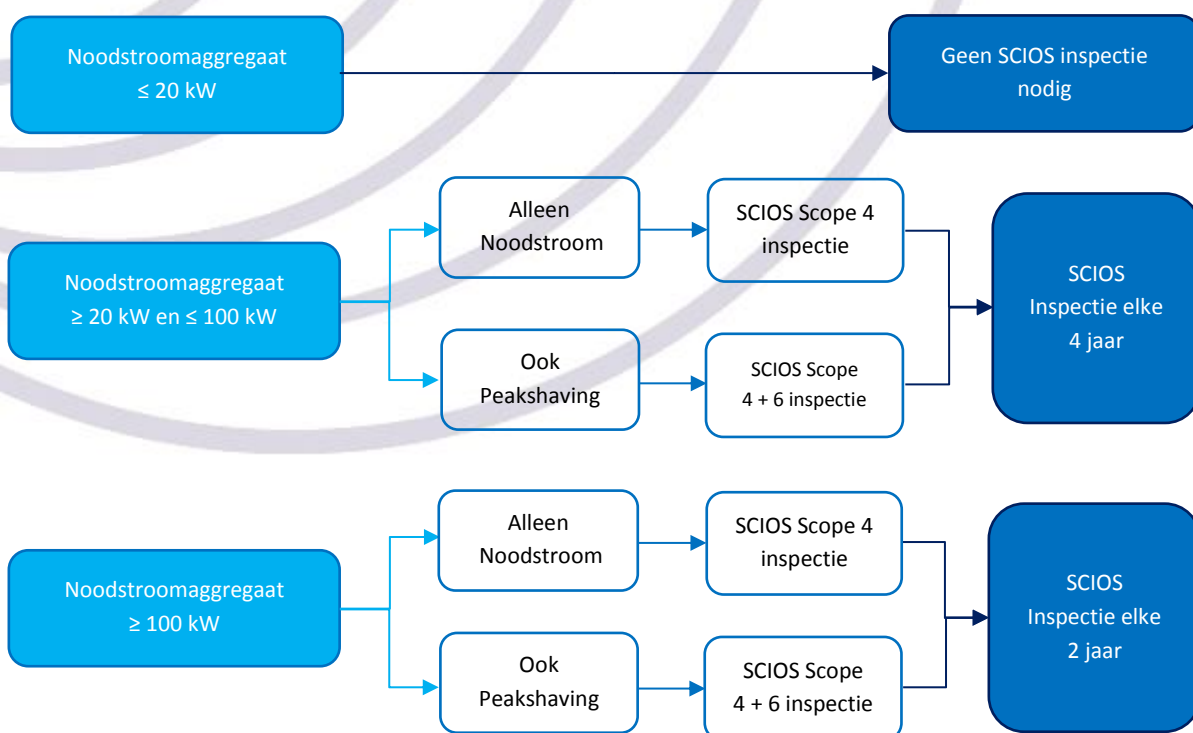 Noodstroomaggregaat
≤ 20 kW
Geen SCIOS inspectie
nodig
Noodstroomaggregaat
≥ 20 kW en ≤ 100 kW
Alleen
Noodstroom
SCIOS Scope 4
inspectie
Ook
Peakshaving
SCIOS Scope
4 + 6 inspectie
SCIOS
Inspectie elke
4 jaar
Noodstroomaggregaat
≥ 100 kW
Alleen
Noodstroom
SCIOS Scope 4
inspectie
Ook
Peakshaving
SCIOS Scope
4 + 6 inspectie
SCIOS
Inspectie elke
2 jaar